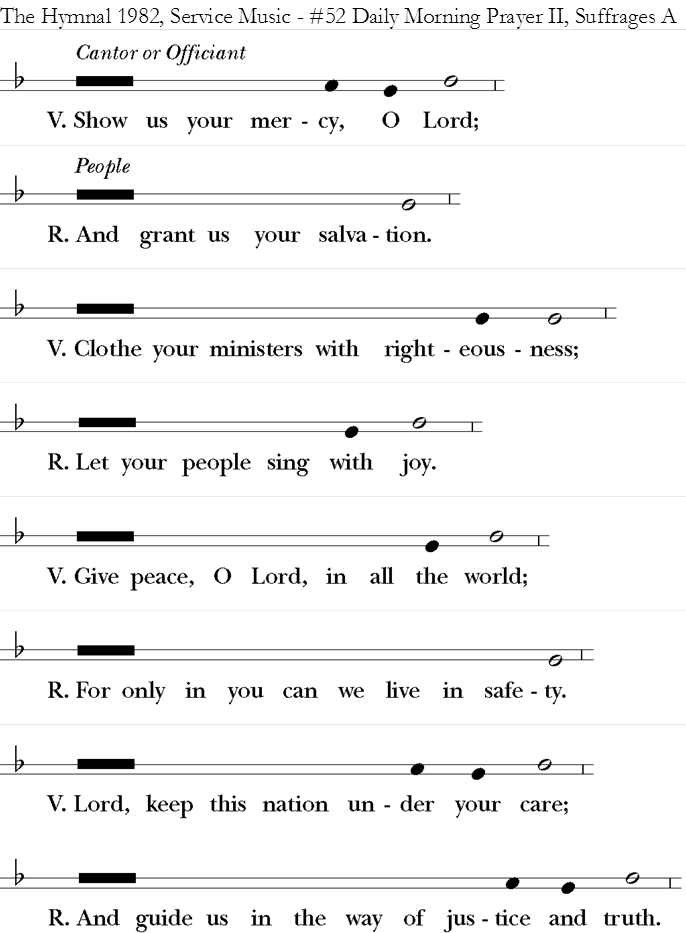 The Hymnal 1982, Service Music - #52 Daily Morning Prayer II, Suffrages A
Cantor or Officiant
V. Show us your mer - cy, O Lord;
People
R. And grant us your salva - tion.
V. Clothe your ministers with right - eous - ness;
R. Let your people sing with joy.
V. Give peace, O Lord, in all the world;
R. For only in you can we live in safe - ty.
V. Lord, keep this nation un - der your care;
R. And guide us in the way of jus - tice and truth.